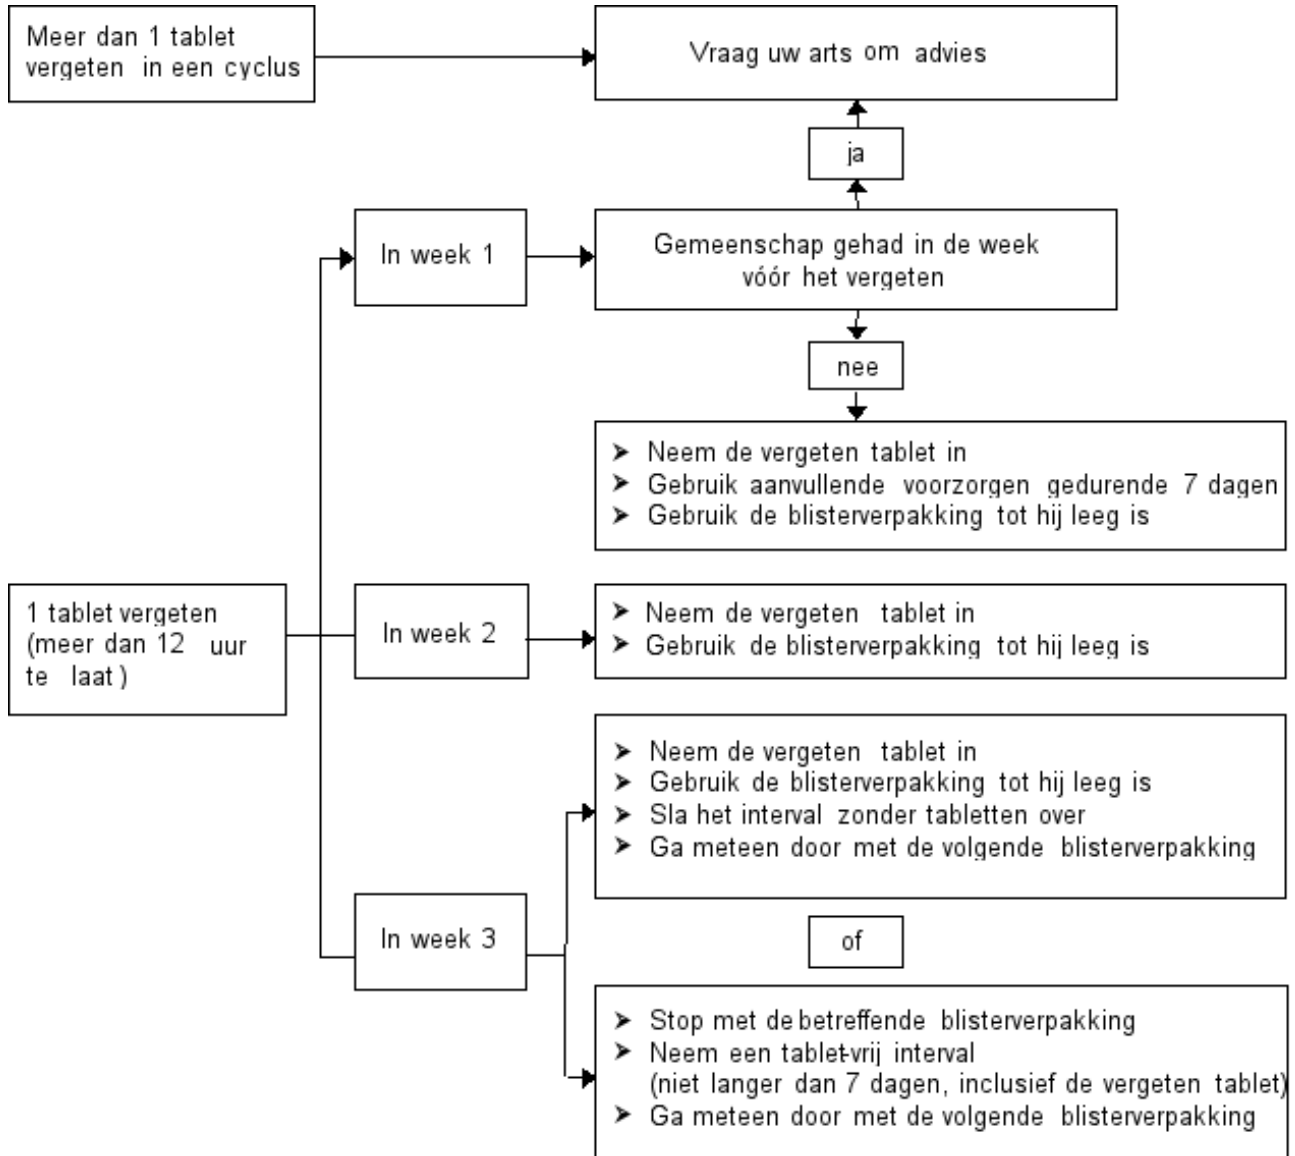 Meer dan 1 tablet
vergeten in een cyclus
Vraag uw arts om advies
ja
In week 1
Gemeenschap gehad in de week
vóór het vergeten
nee
➤ Neem de vergeten tablet in
➤ Gebruik aanvullende voorzorgen gedurende 7 dagen
➤ Gebruik de blisterverpakking tot hij leeg is
1 tablet vergeten
(meer dan 12 uur
te laat)
In week 2
➤ Neem de vergeten tablet in
➤ Gebruik de blisterverpakking tot hij leeg is
➤ Neem de vergeten tablet in
➤ Gebruik de blisterverpakking tot hij leeg is
➤ Sla het interval zonder tabletten over
➤ Ga meteen door met de volgende blisterverpakking
In week 3
of
➤ Stop met de betreffende blisterverpakking
➤ Neem een tablet-vrij interval
(niet langer dan 7 dagen, inclusief de vergeten tablet)
➤ Ga meteen door met de volgende blisterverpakking